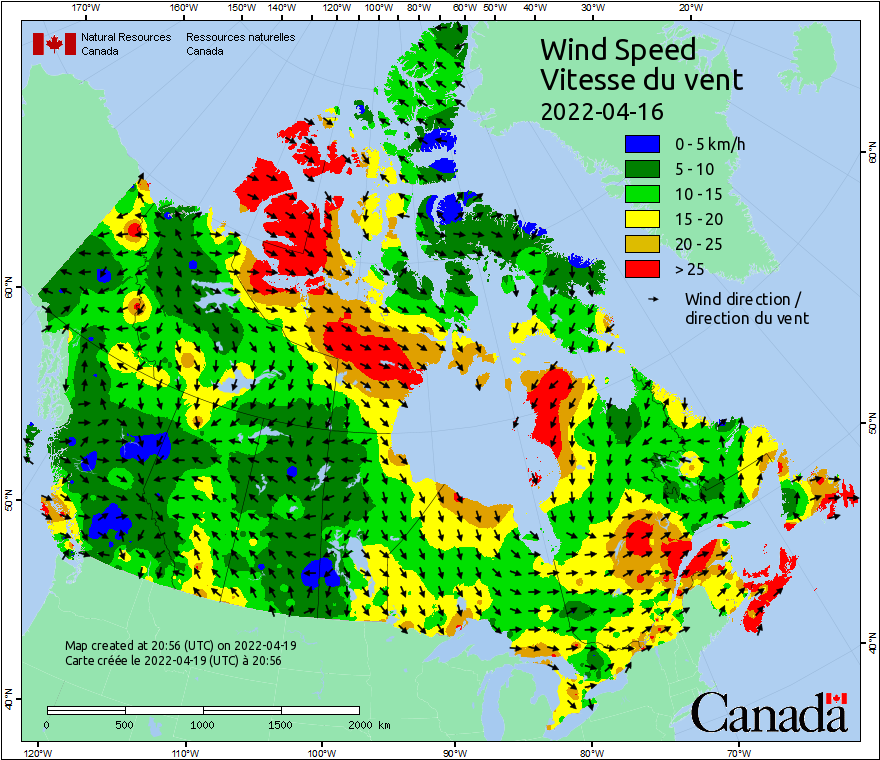 170°W 160°W 150°W 140°W 130°W 120°W 110°W 100°W 90°W 80°W 70°W 60°W 50°W 40°W 30°W 20°W
Natural Resources Ressources naturelles
Canada Canada
Wind Speed
Vitesse du vent
2022-04-16
0 - 5 km/h
5 - 10
10 - 15
15 - 20
20 - 25
> 25
Wind direction /
direction du vent
60°N
60°N
50°N
50°N
40°N
40°N
Map created at 20:56 (UTC) on 2022-04-19
Carte créée le 2022-04-19 (UTC) à 20:56
0 500 1000 1500 2000 km
Canada
120°W 110°W 100°W 90°W 80°W 70°W